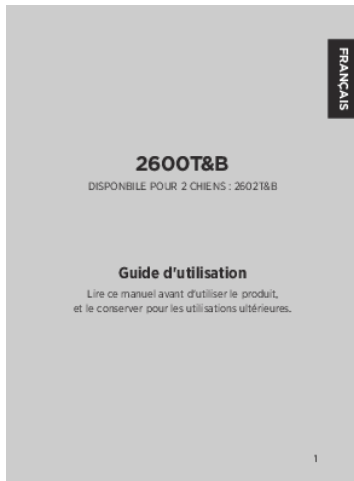 FRANÇAIS
2600T&B
DISPONBILE POUR 2 CHIENS : 2602T&B
Guide d'utilisation
Lire ce manuel avant d'utiliser le produit,
et le conserver pour les utilisations ultérieures.
1